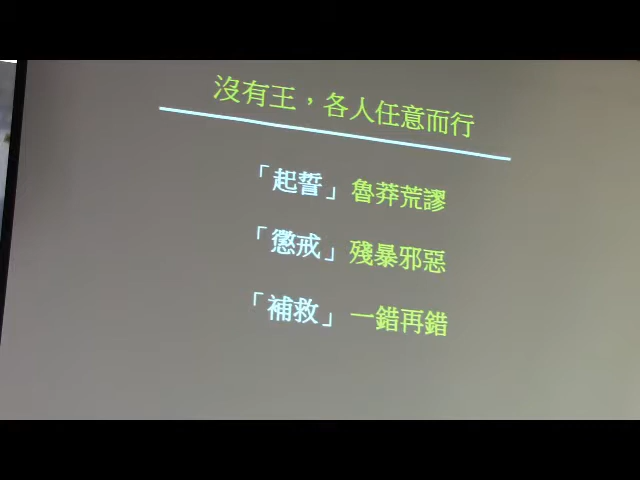 沒有王，各人任意而行
「起誓」魯莽荒謬
「懲戒」殘暴邪惡
「補救」一錯再錯